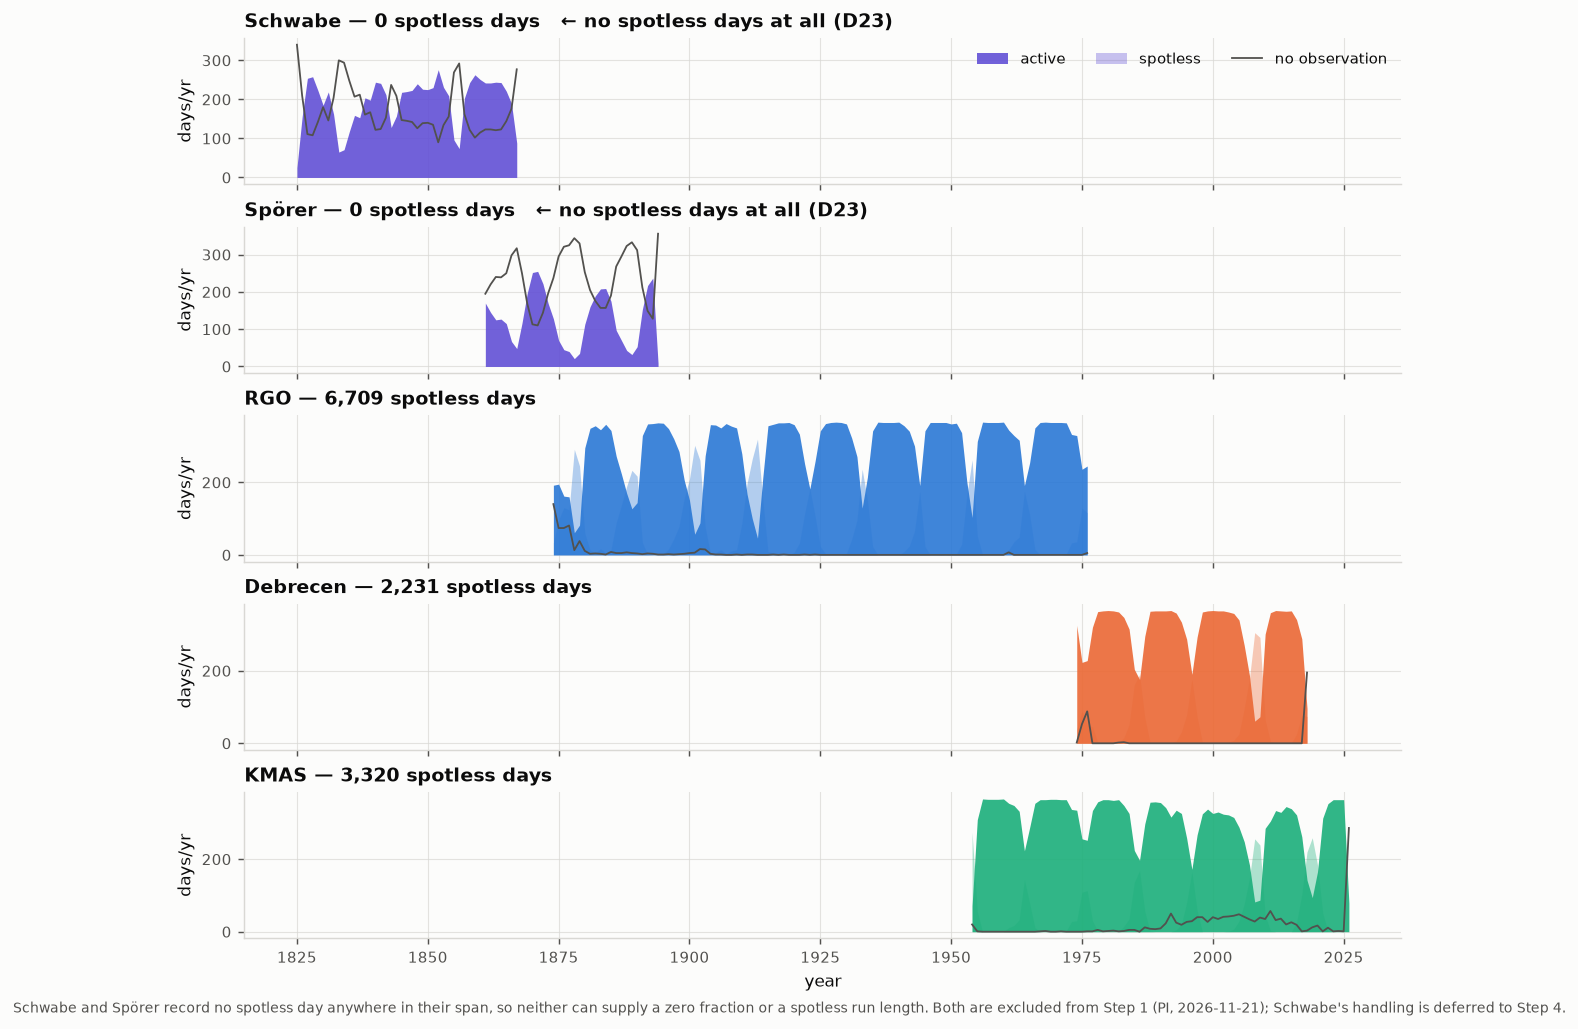 Schwabe — 0 spotless days ← no spotless days at all (D23)
active spotless no observation
days/yr
300
200
100
0
Spörer — 0 spotless days ← no spotless days at all (D23)
days/yr
300
200
100
0
RGO — 6,709 spotless days
days/yr
200
0
Debrecen — 2,231 spotless days
days/yr
200
0
KMAS — 3,320 spotless days
days/yr
200
0
1825 1850 1875 1900 1925 1950 1975 2000 2025
year
Schwabe and Spörer record no spotless day anywhere in their span, so neither can supply a zero fraction or a spotless run length. Both are excluded from Step 1 (PI, 2026-11-21); Schwabe's handling is deferred to Step 4.